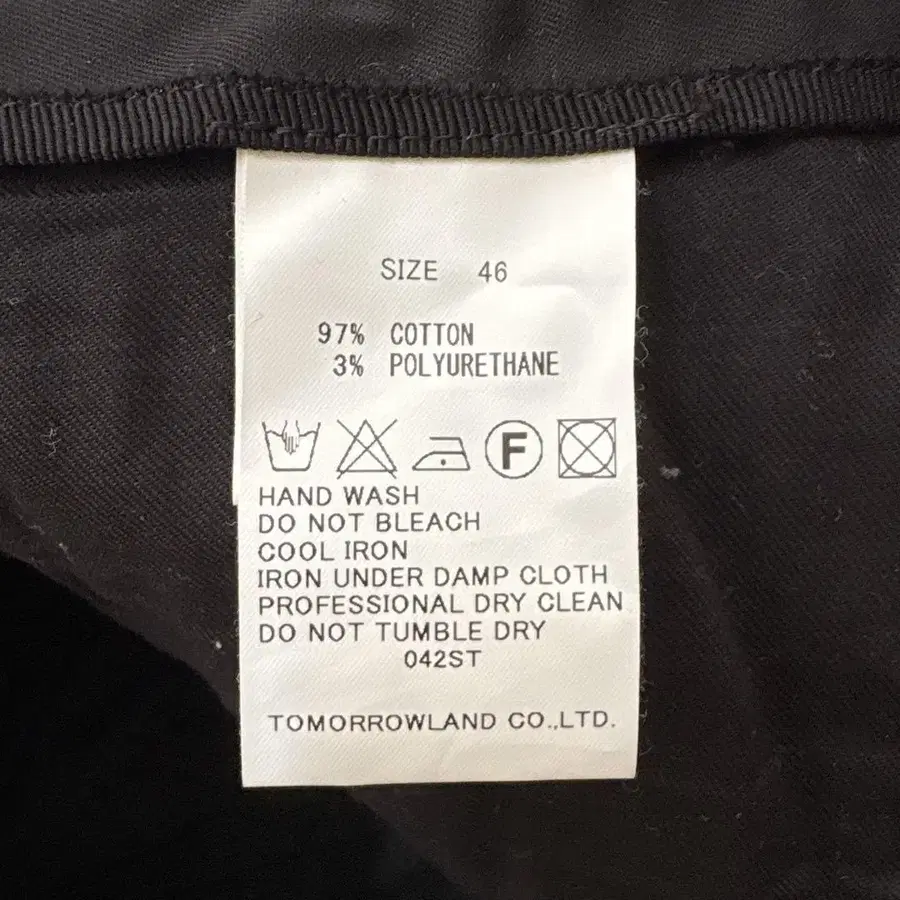 SIZE 46
97% COTTON
3% POLYURETHANE
F
HAND WASH
DO NOT BLEACH
COOL IRON
IRON UNDER DAMP CLOTH
PROFESSIONAL DRY CLEAN
DO NOT TUMBLE DRY
042ST
TOMORROWLAND CO.,LTD.